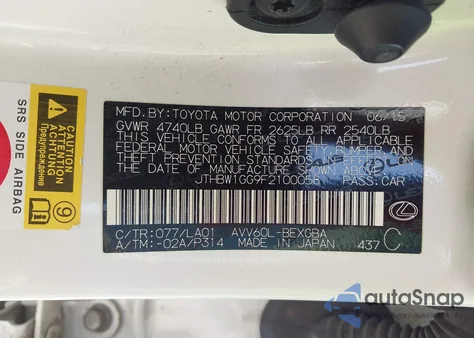 SRS SIDE AIRBAG
CAUTION
(Предупреждение)
9
MFD. BY: TOYOTA MOTOR CORPORATION 06/15
GVWR 4740LB GAWR FR 2625LB RR 2540LB
THIS VEHICLE CONFORMS TO ALL APPLICABLE
FEDERAL MOTOR VEHICLE SAFETY, BUMPER AND
THEFT PREVENTION STANDARDS IN EFFECT ON
THE DATE OF MANUFACTURE SHOWN ABOVE.
JTHBW1GG9F2100056 PASS.CAR
C/TR: 077/LA01 AVV60L-BEXGBA
A/TM: -02A/P314 MADE IN JAPAN 437 C
autoSnap